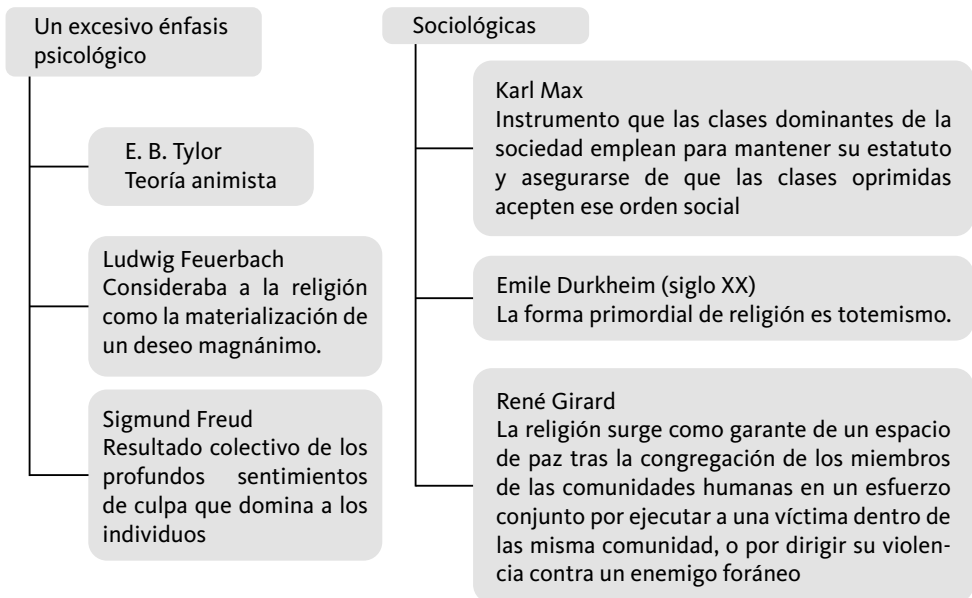 Un excesivo énfasis
psicológico
E. B. Tylor
Teoría animista
Ludwig Feuerbach
Consideraba a la religión
como la materialización de
un deseo magnánimo.
Sigmund Freud
Resultado colectivo de los
profundos sentimientos
de culpa que domina a los
individuos
Sociológicas
Karl Max
Instrumento que las clases dominantes de la
sociedad emplean para mantener su estatuto
y asegurarse de que las clases oprimidas
acepten ese orden social
Emile Durkheim (siglo XX)
La forma primordial de religión es totemismo.
René Girard
La religión surge como garante de un espacio
de paz tras la congregación de los miembros
de las comunidades humanas en un esfuerzo
conjunto por ejecutar a una víctima dentro de
las misma comunidad, o por dirigir su violen-
cia contra un enemigo foráneo